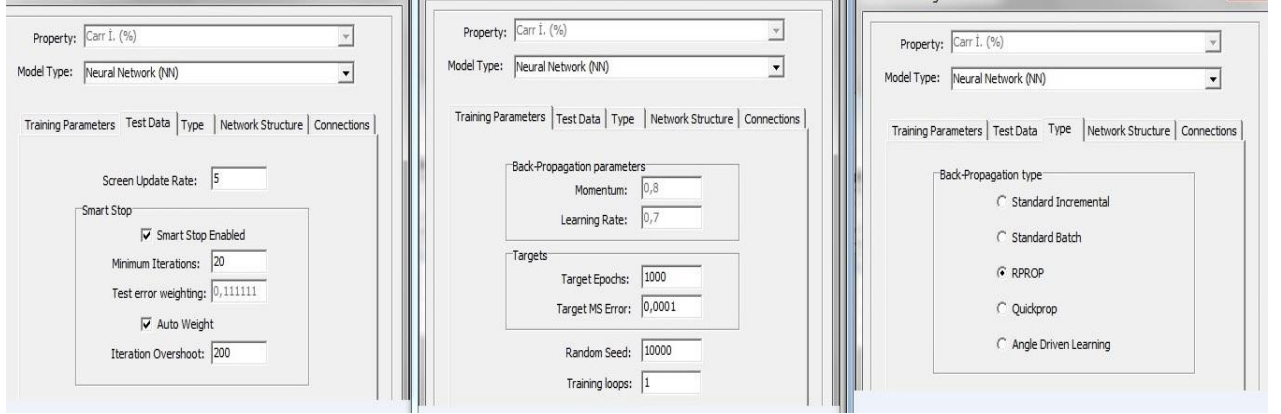 Property: Carr İ. (%)
Model Type: Neural Network (NN)
Training Parameters Test Data Type Network Structure Connections
Screen Update Rate: 5
Smart Stop
Smart Stop Enabled
Minimum Iterations: 20
Test error weighting: 0,111111
Auto Weight
Iteration Overshoot: 200
Property: Carr İ. (%)
Model Type: Neural Network (NN)
Training Parameters Test Data Type Network Structure Connections
Back-Propagation parameters
Momentum: 0,8
Learning Rate: 0,7
Targets
Target Epochs: 1000
Target MS Error: 0,0001
Random Seed: 10000
Training loops: 1
Property: Carr İ. (%)
Model Type: Neural Network (NN)
Training Parameters Test Data Type Network Structure Connections
Back-Propagation type
Standard Incremental
Standard Batch
RPROP
Quickprop
Angle Driven Learning